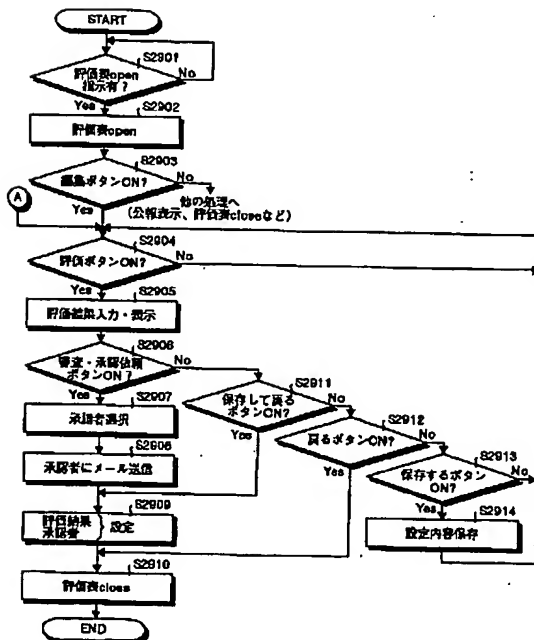 START
S2901
評価表open
指示有？
No
Yes
S2902
評価表open
S2903
編集ボタンON？
No
A
Yes
他の処理へ
(公報表示、評価表closeなど)
S2904
評価ボタンON？
No
Yes
S2905
評価結果入力・表示
S2906
審査・承認依頼
ボタンON？
No
Yes
S2907
承認者選択
S2908
承認者にメール送信
S2911
保存して戻る
ボタンON？
No
Yes
S2912
戻るボタンON？
No
Yes
S2913
保存するボタン
ON？
No
Yes
S2914
設定内容保存
S2909
評価結果
承認者
設定
S2910
評価表close
END